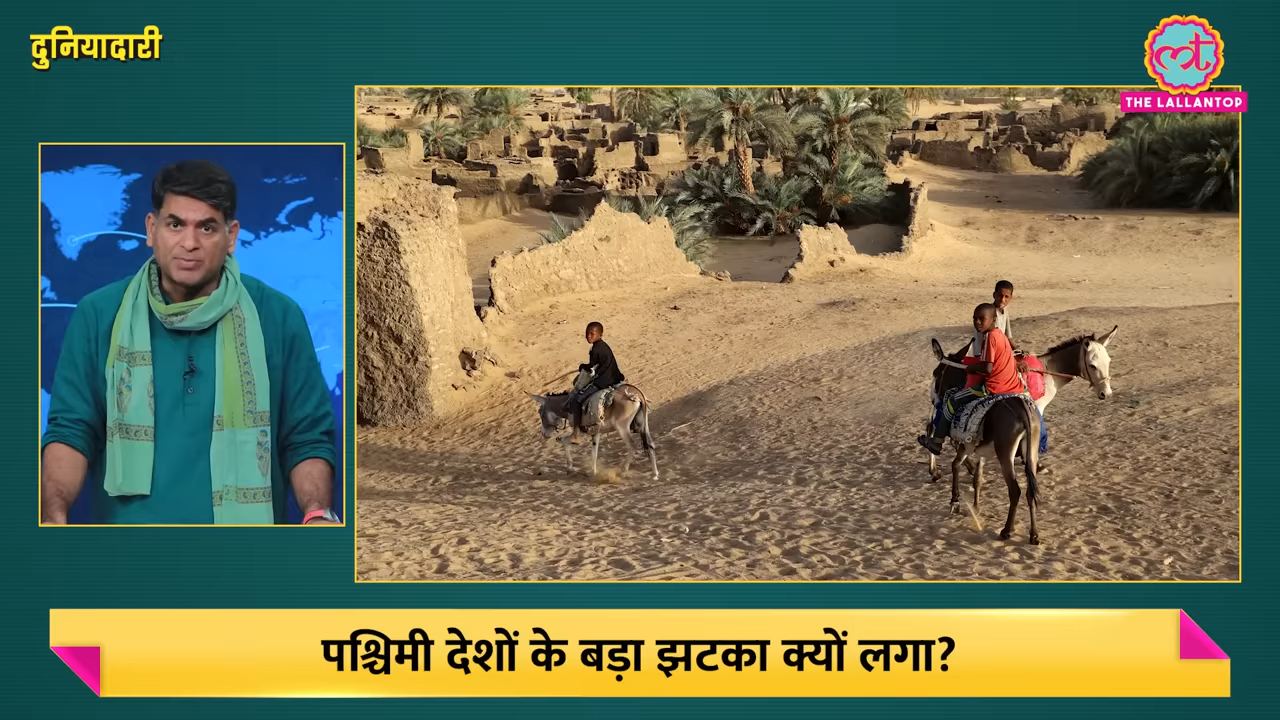 दुनियादारी
THE LALLANTOP
पश्चिमी देशों के बड़ा झटका क्यों लगा?